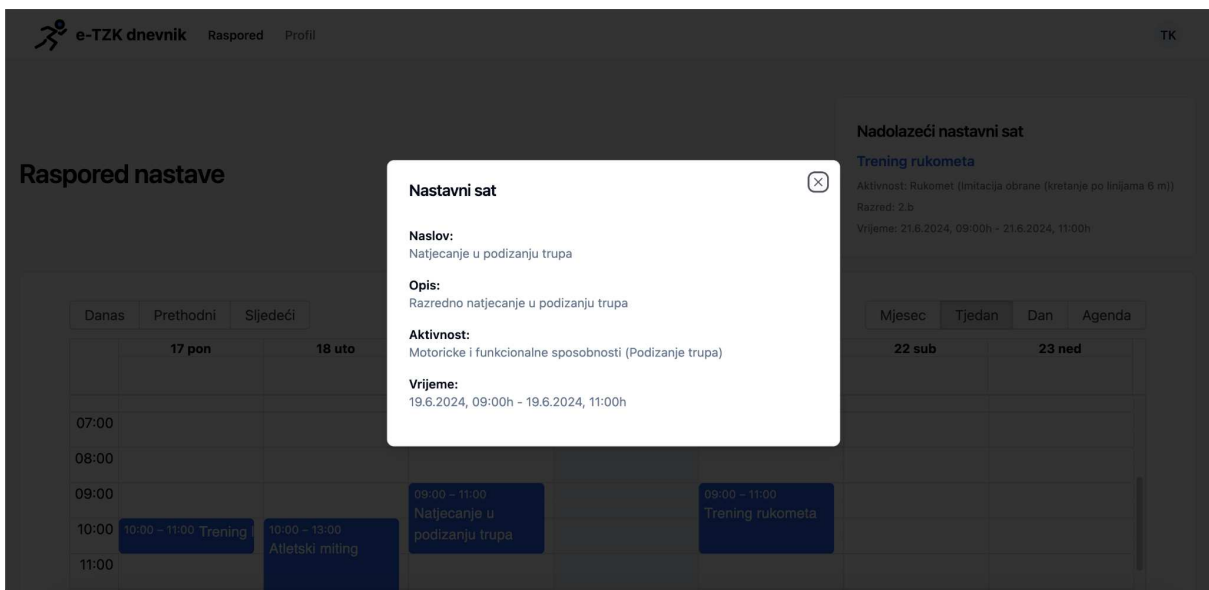 e-TZK dnevnik Raspored Profil TK
Raspored nastave
Nadolazeći nastavni sat
Trening rukometa
Aktivnost: Rukomet (Imitacija obrane (kretanje po linijama 6 m))
Razred: 2.b
Vrijeme: 21.6.2024, 09:00h - 21.6.2024, 11:00h
Nastavni sat
Naslov:
Natjecanje u podizanju trupa
Opis:
Razredno natjecanje u podizanju trupa
Aktivnost:
Motoricke i funkcionalne sposobnosti (Podizanje trupa)
Vrijeme:
19.6.2024, 09:00h - 19.6.2024, 11:00h
Danas Prethodni Sljedeći
Mjesec Tjedan Dan Agenda
17 pon 18 uto 22 sub 23 ned
07:00
08:00
09:00
10:00
11:00
10:00 – 11:00 Trening
10:00 – 13:00
Atletski miting
09:00 – 11:00
Natjecanje u
podizanju trupa
09:00 – 11:00
Trening rukometa